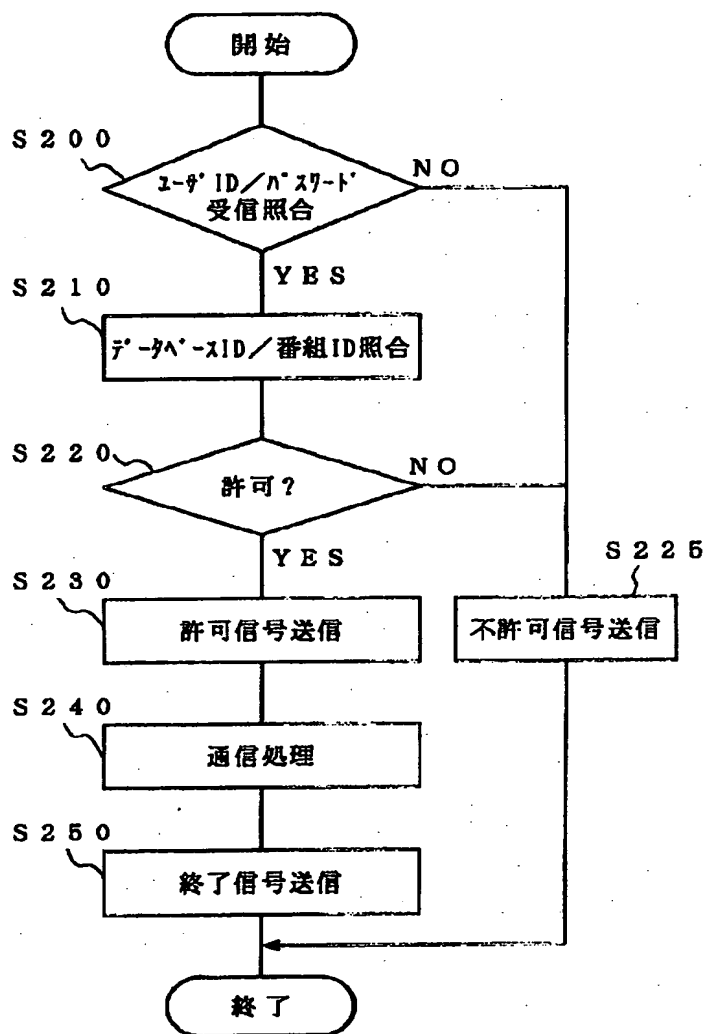 開始
S200
ﾕｰｻﾞID／ﾊﾟｽﾜｰﾄﾞ
受信照合
NO
YES
S210
ﾃﾞｰﾀﾍﾞｰｽID／番組ID照合
S220
許可？
NO
YES
S225
S230
許可信号送信
不許可信号送信
S240
通信処理
S250
終了信号送信
終了